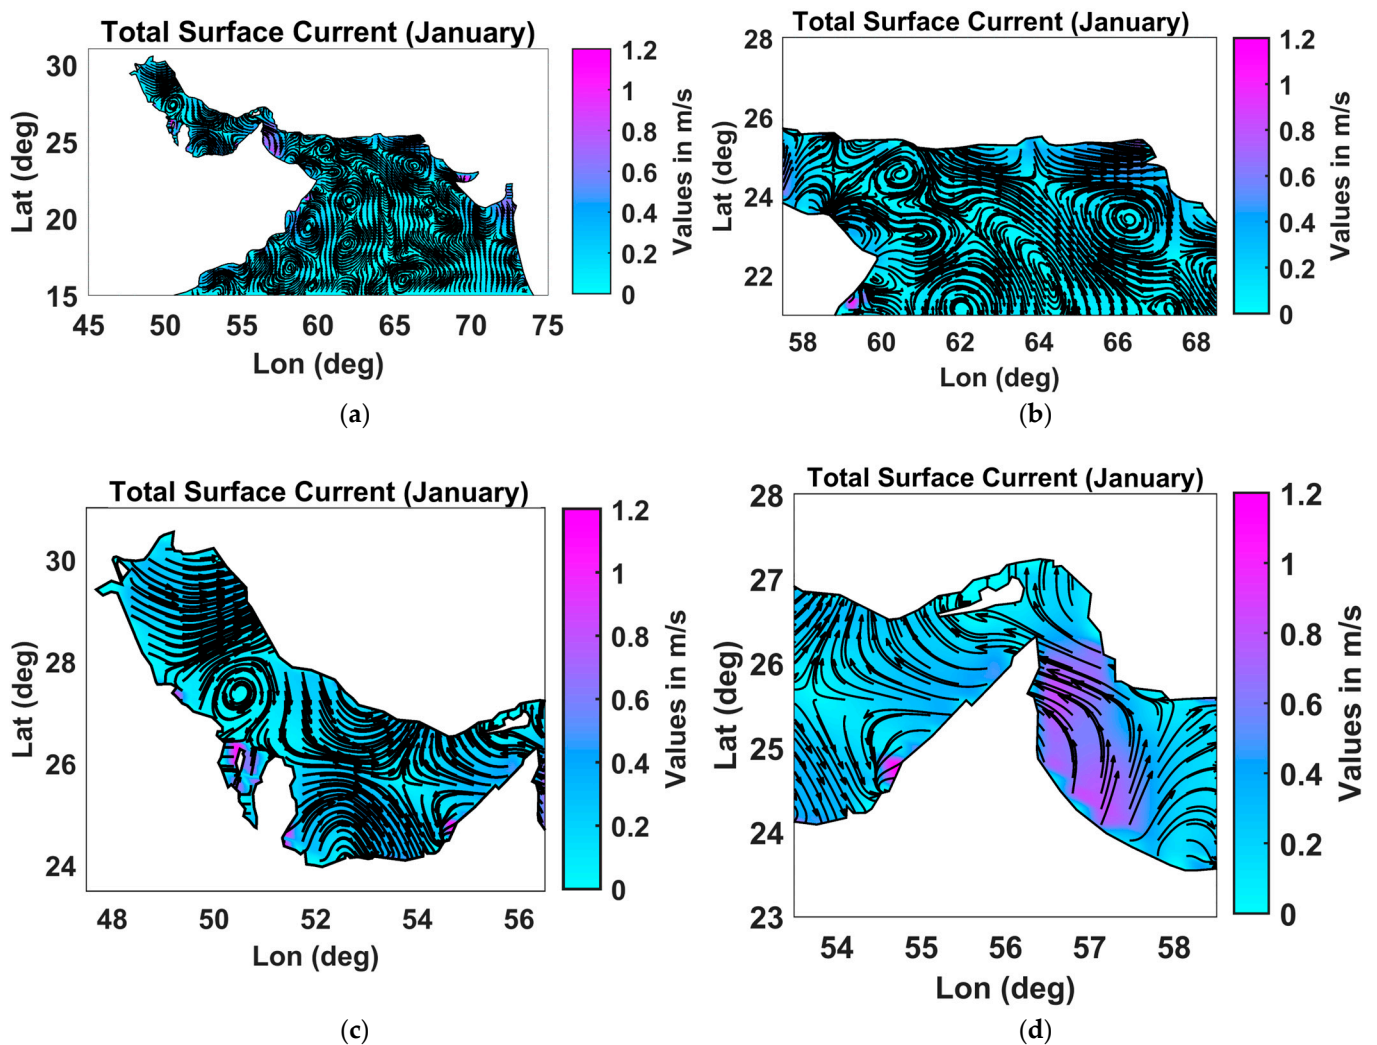 Total Surface Current (January)
30
25
20
15
Lat (deg)
45 50 55 60 65 70 75
Lon (deg)
1.2
1
0.8
0.6
0.4
0.2
0
Values in m/s
(a)
Total Surface Current (January)
28
26
24
22
Lat (deg)
58 60 62 64 66 68
Lon (deg)
1.2
1
0.8
0.6
0.4
0.2
0
Values in m/s
(b)
Total Surface Current (January)
30
28
26
24
Lat (deg)
48 50 52 54 56
Lon (deg)
1.2
1
0.8
0.6
0.4
0.2
0
Values in m/s
(c)
Total Surface Current (January)
28
27
26
25
24
23
Lat (deg)
54 55 56 57 58
Lon (deg)
1.2
1
0.8
0.6
0.4
0.2
0
Values in m/s
(d)